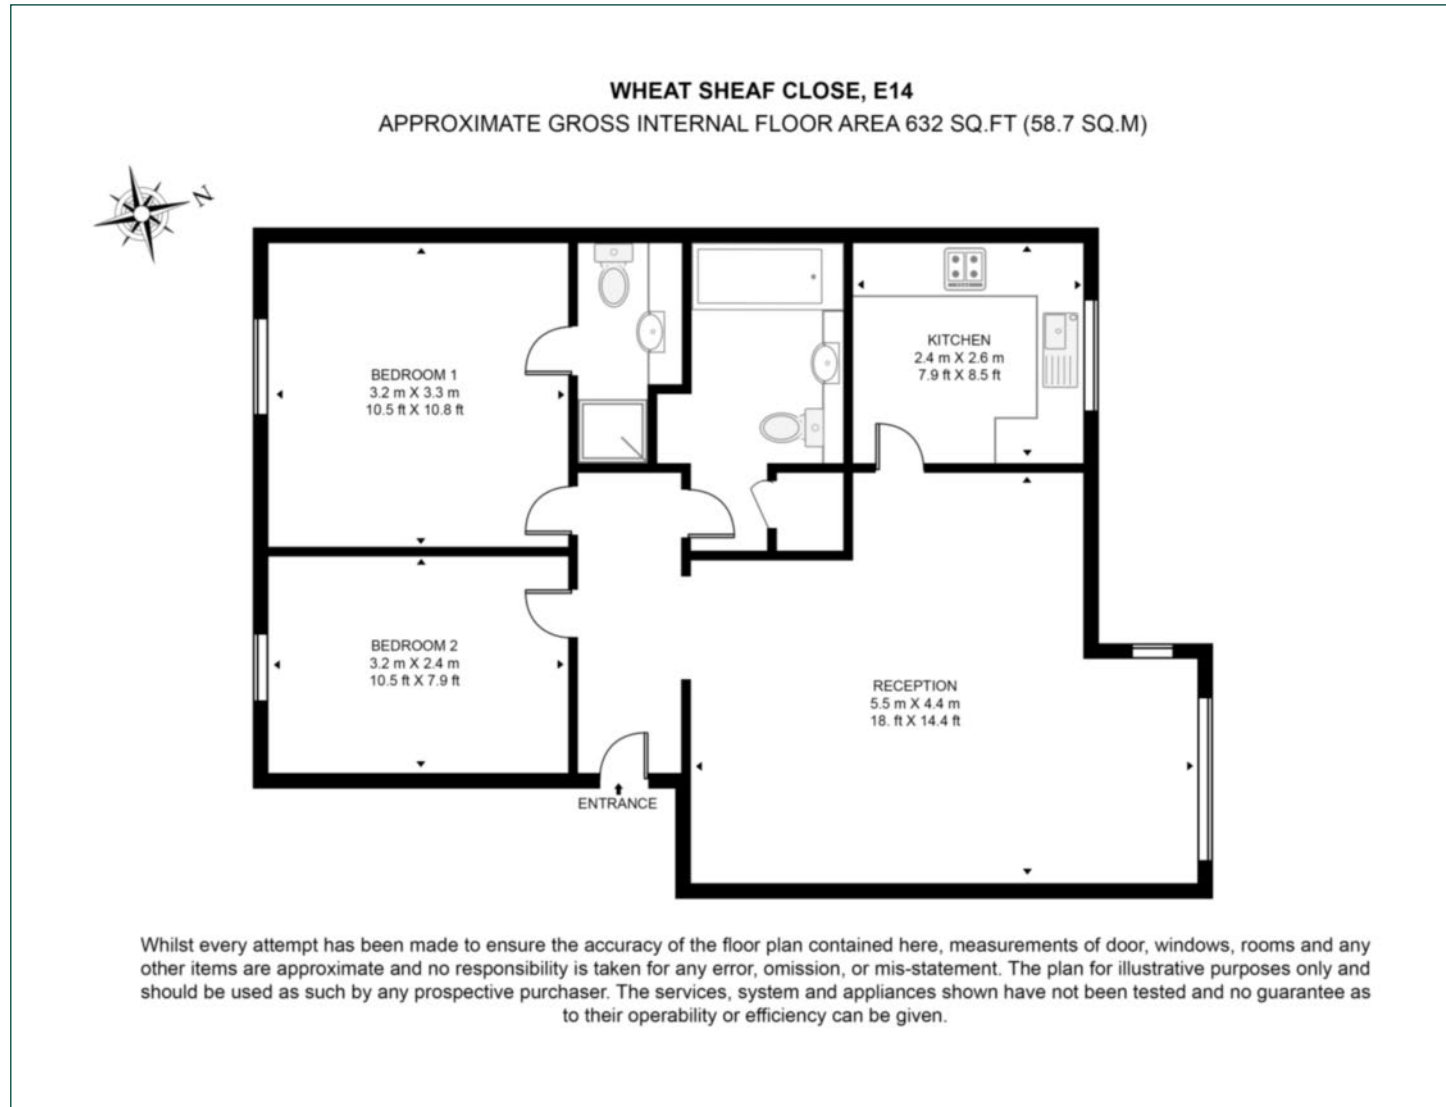 WHEAT SHEAF CLOSE, E14
APPROXIMATE GROSS INTERNAL FLOOR AREA 632 SQ.FT (58.7 SQ.M)
N
KITCHEN
2.4 m X 2.6 m
7.9 ft X 8.5 ft
BEDROOM 1
3.2 m X 3.3 m
10.5 ft X 10.8 ft
BEDROOM 2
3.2 m X 2.4 m
10.5 ft X 7.9 ft
RECEPTION
5.5 m X 4.4 m
18. ft X 14.4 ft
ENTRANCE
Whilst every attempt has been made to ensure the accuracy of the floor plan contained here, measurements of door, windows, rooms and any
other items are approximate and no responsibility is taken for any error, omission, or mis-statement. The plan for illustrative purposes only and
should be used as such by any prospective purchaser. The services, system and appliances shown have not been tested and no guarantee as
to their operability or efficiency can be given.